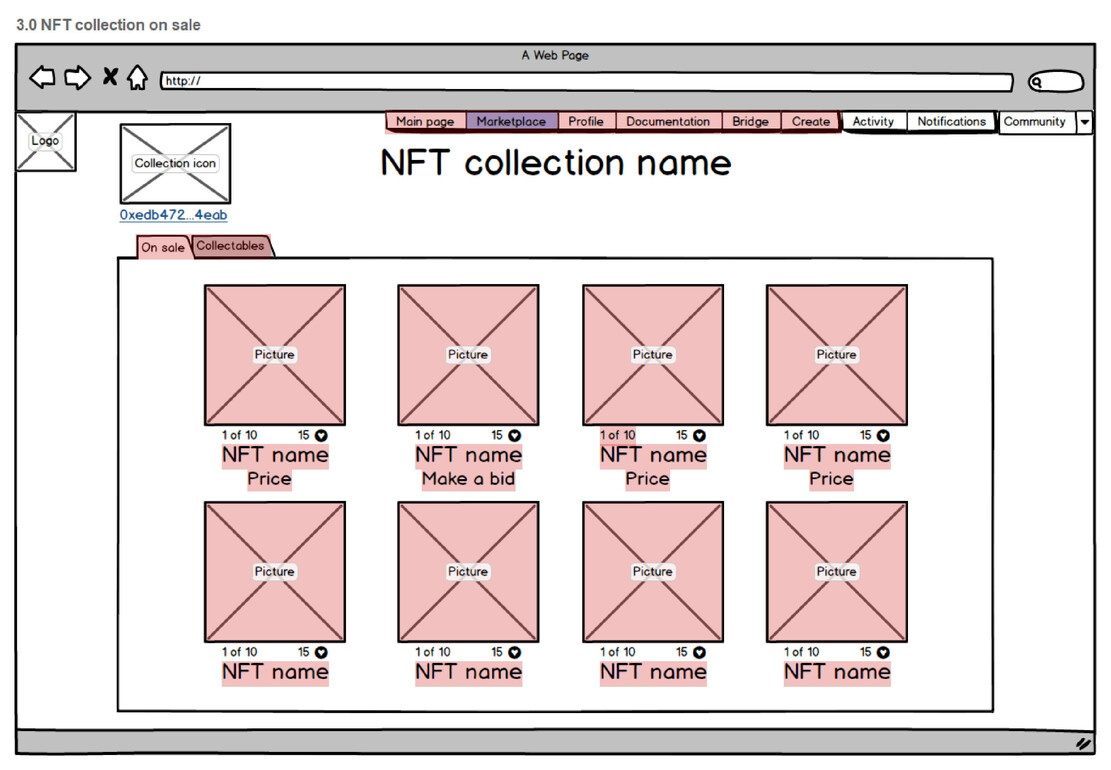 3.0 NFT collection on sale
A Web Page
http://
Logo
Main page Marketplace Profile Documentation Bridge Create Activity Notifications Community
Collection icon
NFT collection name
0xedb472...4eab
On sale Collectables
Picture Picture Picture Picture
1 of 10 15 1 of 10 15 1 of 10 15 1 of 10 15
NFT name NFT name NFT name NFT name
Price Make a bid Price Price
Picture Picture Picture Picture
1 of 10 15 1 of 10 15 1 of 10 15 1 of 10 15
NFT name NFT name NFT name NFT name